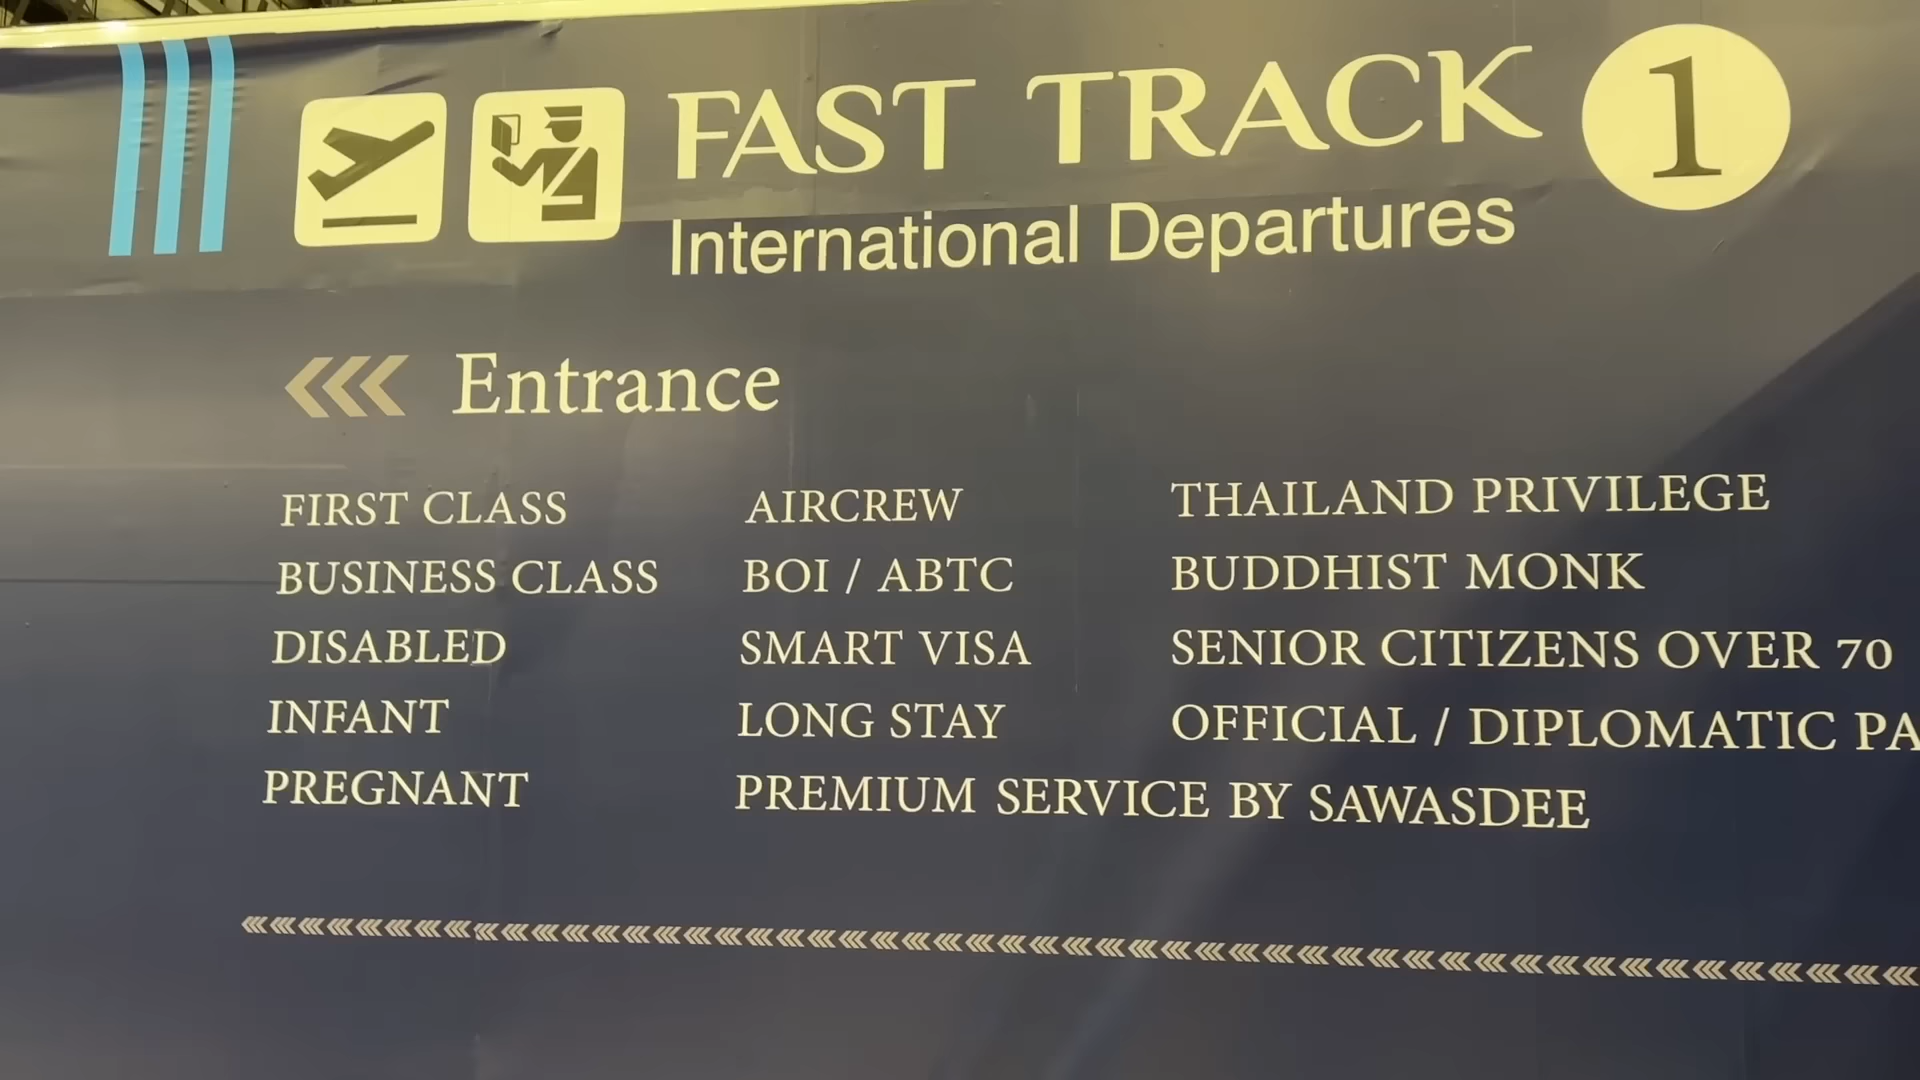 FAST TRACK 1
International Departures
Entrance
FIRST CLASS
BUSINESS CLASS
DISABLED
INFANT
PREGNANT
AIRCREW
BOI / ABTC
SMART VISA
LONG STAY
PREMIUM SERVICE BY SAWASDEE
THAILAND PRIVILEGE
BUDDHIST MONK
SENIOR CITIZENS OVER 70
OFFICIAL / DIPLOMATIC